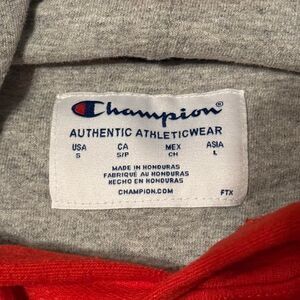 Champion®
AUTHENTIC ATHLETICWEAR
USA CA MEX ASIA
S S/P CH L
MADE IN HONDURAS
FABRIQUÉ AU HONDURAS
HECHO EN HONDURAS
CHAMPION.COM FTX